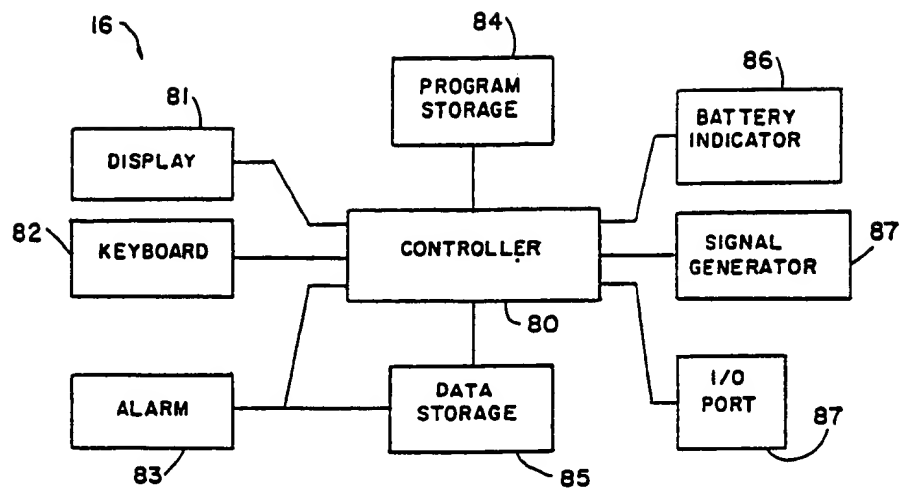 16
84
PROGRAM
STORAGE
86
BATTERY
INDICATOR
81
DISPLAY
82
KEYBOARD
CONTROLLER
80
SIGNAL
GENERATOR
87
ALARM
83
DATA
STORAGE
85
I/O
PORT
87